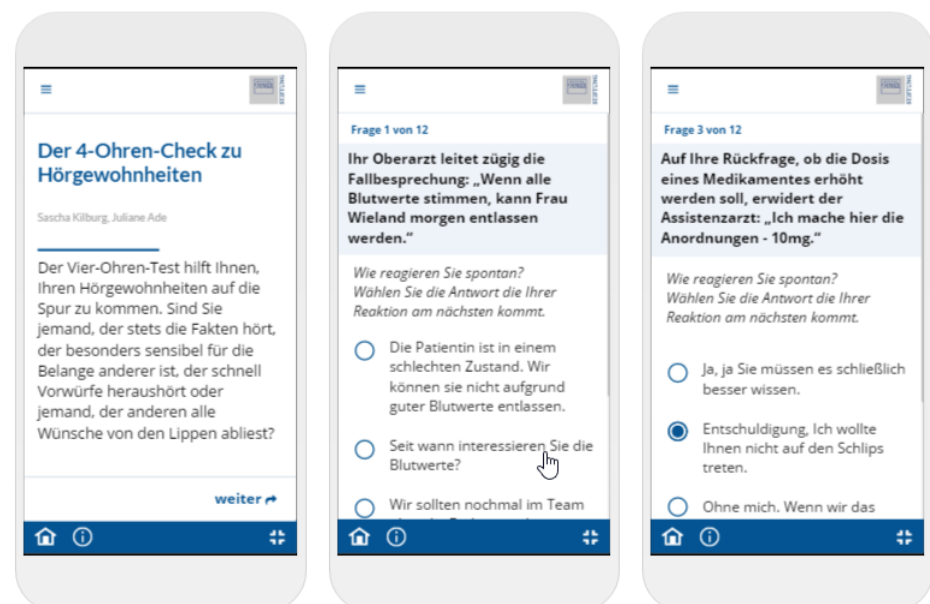 Der 4-Ohren-Check zu
Hörgewohnheiten
Sascha Kilburg, Juliane Ade
Der Vier-Ohren-Test hilft Ihnen,
Ihren Hörgewohnheiten auf die
Spur zu kommen. Sind Sie
jemand, der stets die Fakten hört,
der besonders sensibel für die
Belange anderer ist, der schnell
Vorwürfe heraushört oder
jemand, der anderen alle
Wünsche von den Lippen abliest?
weiter
Frage 1 von 12
Ihr Oberarzt leitet zügig die
Fallbesprechung: „Wenn alle
Blutwerte stimmen, kann Frau
Wieland morgen entlassen
werden.“
Wie reagieren Sie spontan?
Wählen Sie die Antwort die Ihrer
Reaktion am nächsten kommt.
Die Patientin ist in einem
schlechten Zustand. Wir
können sie nicht aufgrund
guter Blutwerte entlassen.
Seit wann interessieren Sie die
Blutwerte?
Wir sollten nochmal im Team
Frage 3 von 12
Auf Ihre Rückfrage, ob die Dosis
eines Medikamentes erhöht
werden soll, erwidert der
Assistenzarzt: „Ich mache hier die
Anordnungen - 10mg.“
Wie reagieren Sie spontan?
Wählen Sie die Antwort die Ihrer
Reaktion am nächsten kommt.
Ja, ja Sie müssen es schließlich
besser wissen.
Entschuldigung, Ich wollte
Ihnen nicht auf den Schlips
treten.
Ohne mich. Wenn wir das